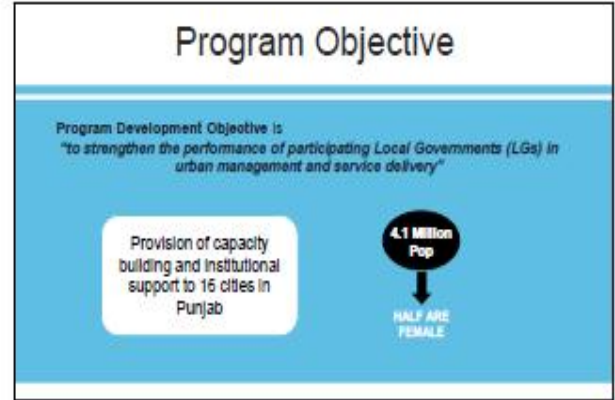 Program Objective
Program Development Objective is
"to strengthen the performance of participating Local Governments (LGs) in
urban management and service delivery"
Provision of capacity
building and institutional
support to 16 cities in
Punjab
4.1 Million
Pop
HALF ARE
FEMALE